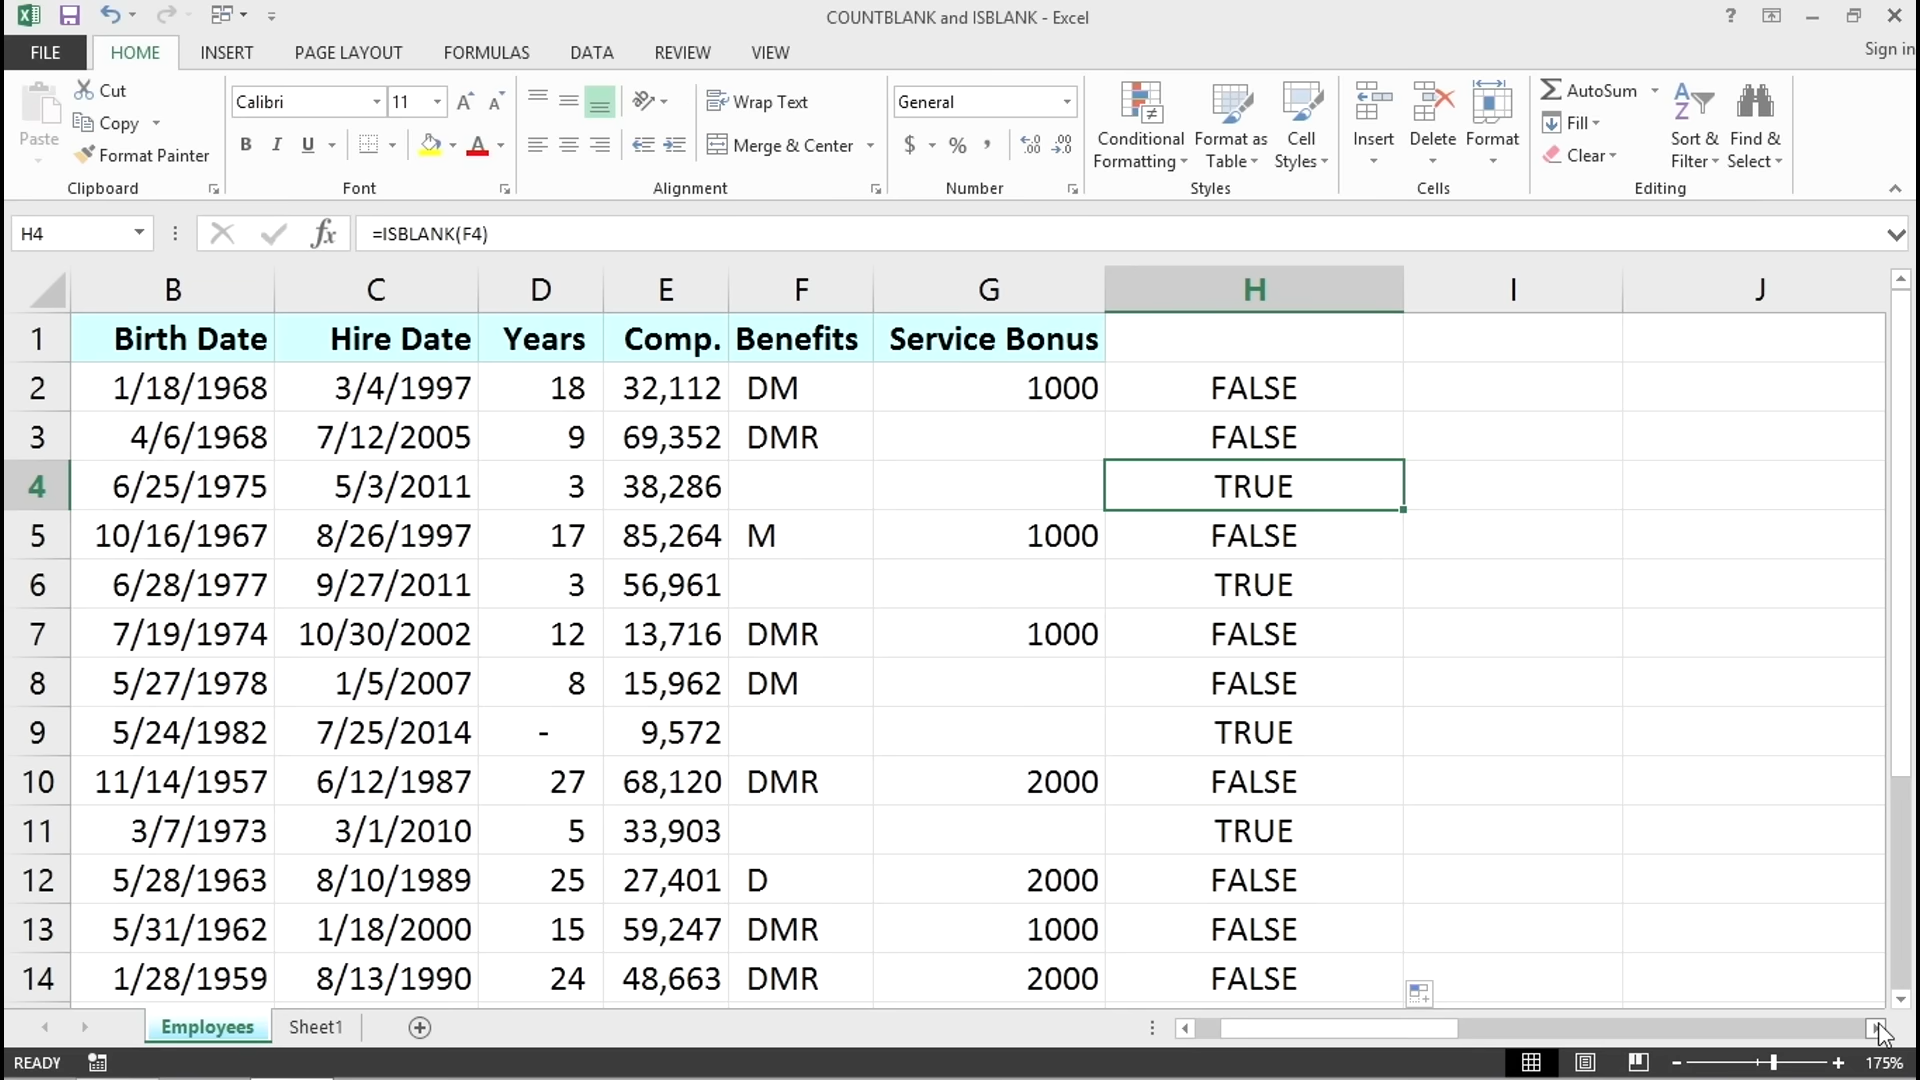 COUNTBLANK and ISBLANK - Excel
?
Sign in
FILE HOME INSERT PAGE LAYOUT FORMULAS DATA REVIEW VIEW
Paste
Cut
Copy
Format Painter
Clipboard
Calibri 11
B I U A
Font
Wrap Text
Merge & Center
Alignment
General
$ % ,
Number
Conditional Formatting
Format as Table
Cell Styles
Styles
Insert Delete Format
Cells
AutoSum
Fill
Clear
Sort & Filter
Find & Select
Editing
H4 fx =ISBLANK(F4)
B C D E F G H I J
1 Birth Date Hire Date Years Comp. Benefits Service Bonus
2 1/18/1968 3/4/1997 18 32,112 DM 1000 FALSE
3 4/6/1968 7/12/2005 9 69,352 DMR FALSE
4 6/25/1975 5/3/2011 3 38,286 TRUE
5 10/16/1967 8/26/1997 17 85,264 M 1000 FALSE
6 6/28/1977 9/27/2011 3 56,961 TRUE
7 7/19/1974 10/30/2002 12 13,716 DMR 1000 FALSE
8 5/27/1978 1/5/2007 8 15,962 DM FALSE
9 5/24/1982 7/25/2014 - 9,572 TRUE
10 11/14/1957 6/12/1987 27 68,120 DMR 2000 FALSE
11 3/7/1973 3/1/2010 5 33,903 TRUE
12 5/28/1963 8/10/1989 25 27,401 D 2000 FALSE
13 5/31/1962 1/18/2000 15 59,247 DMR 1000 FALSE
14 1/28/1959 8/13/1990 24 48,663 DMR 2000 FALSE
Employees Sheet1
READY 175%